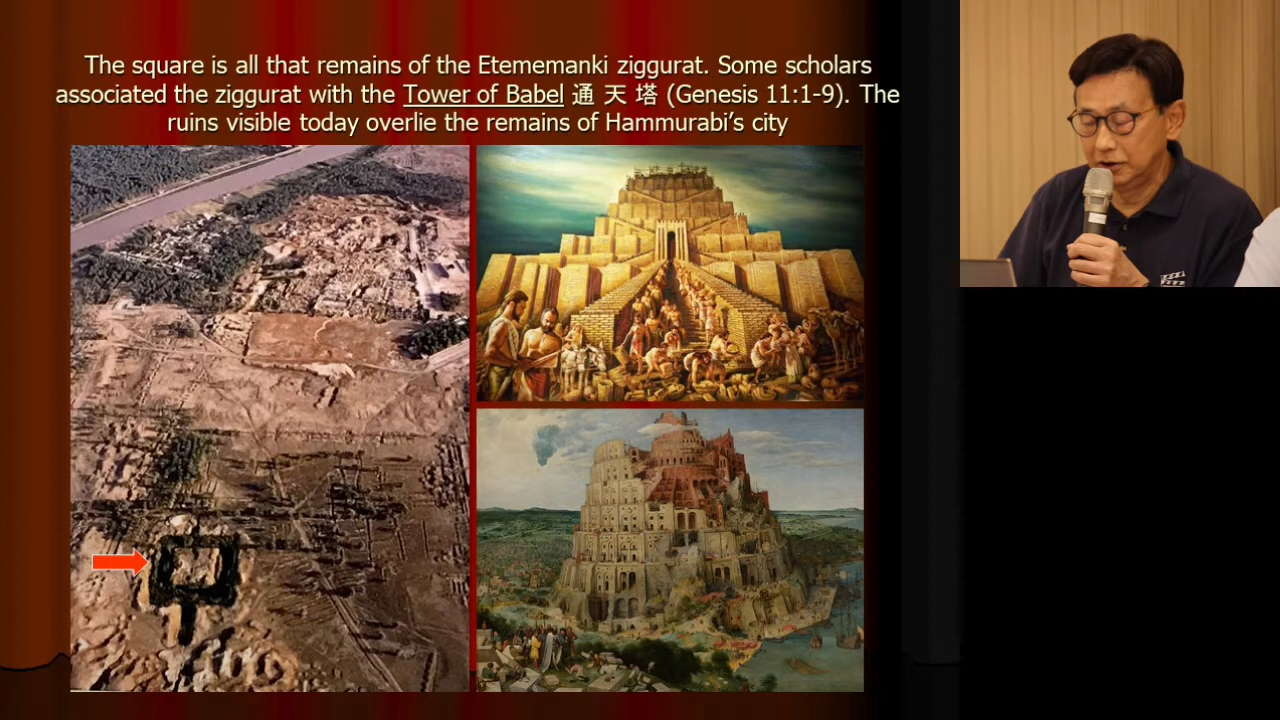 The square is all that remains of the Etememanki ziggurat. Some scholars
associated the ziggurat with the Tower of Babel 通 天 塔 (Genesis 11:1-9). The
ruins visible today overlie the remains of Hammurabi’s city